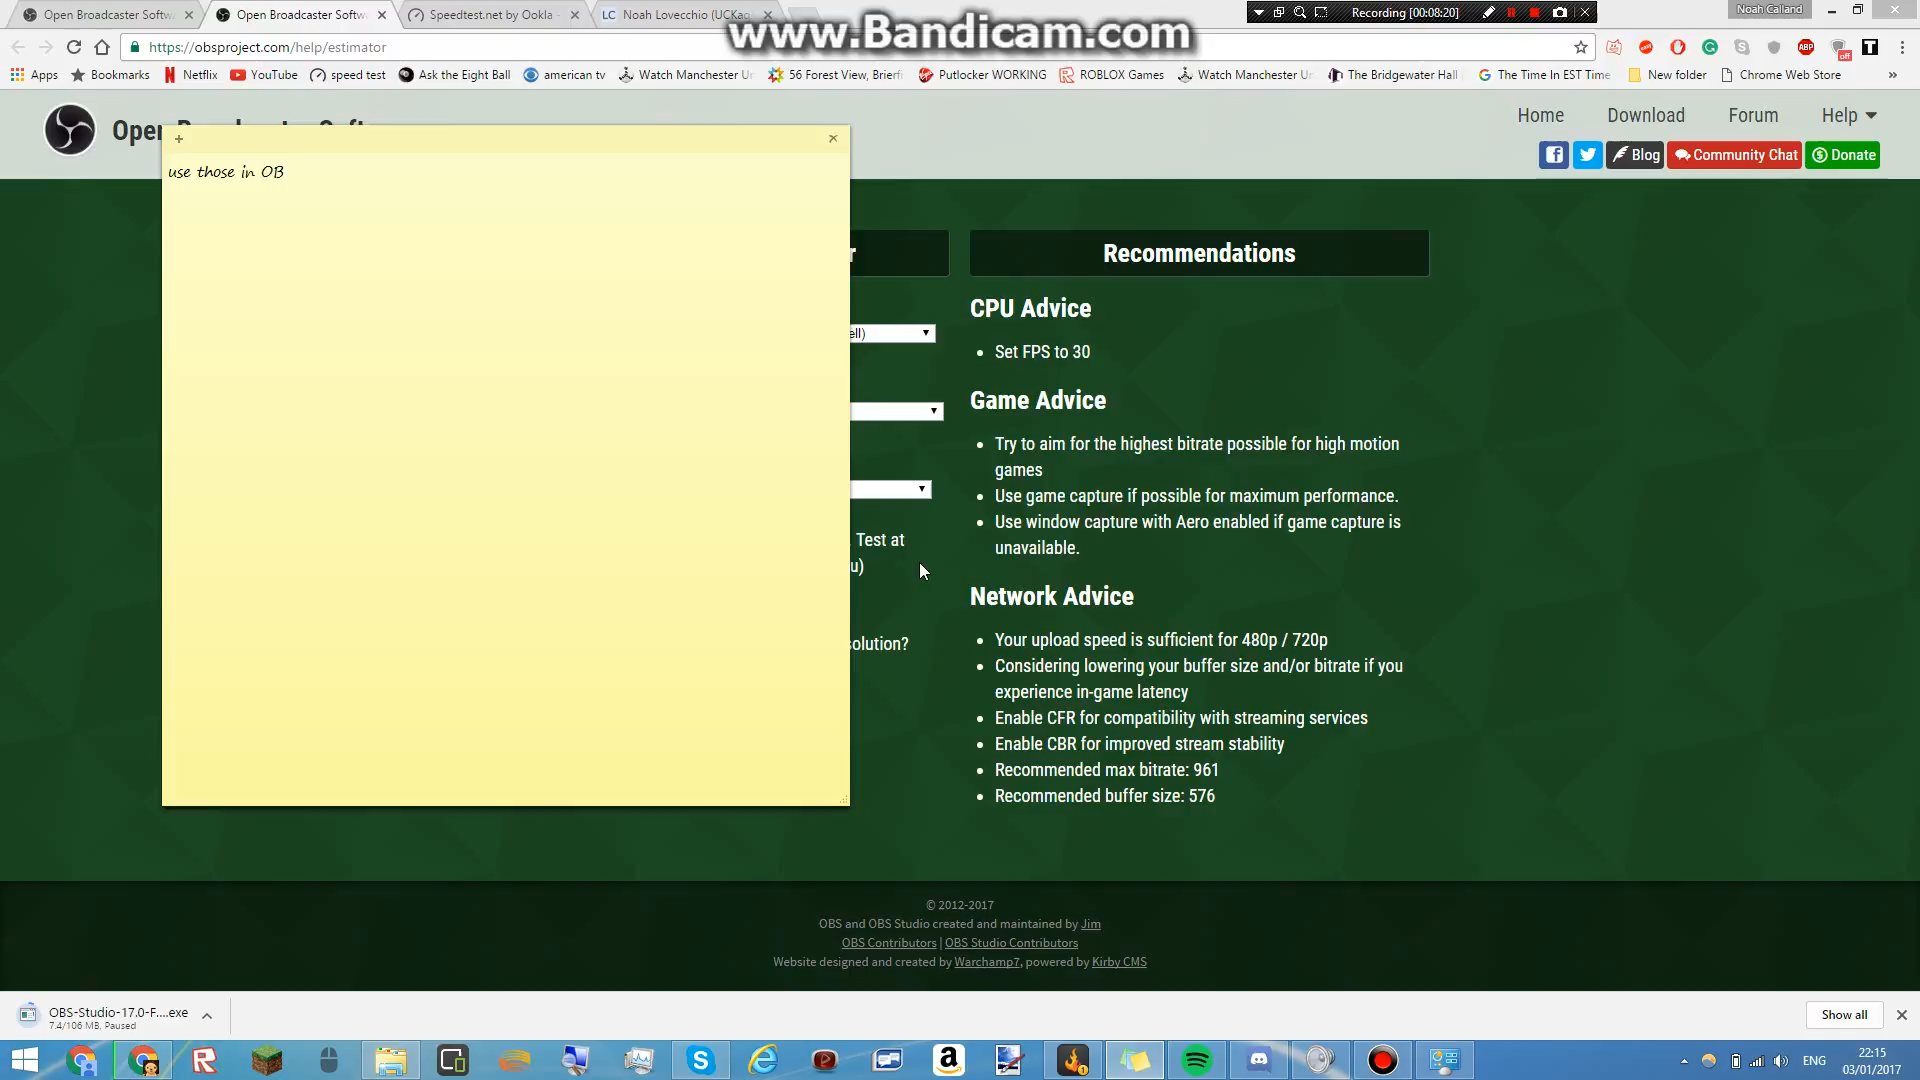 Open Broadcaster Softw
Open Broadcaster Softw
Speedtest.net by Ookla -
LC Noah Lovecchio (UCKaq
www.Bandicam.com
Recording [00:08:20]
Noah Calland
https://obsproject.com/help/estimator
ABP
off
Apps
Bookmarks
Netflix
YouTube
speed test
Ask the Eight Ball
american tv
Watch Manchester Un
56 Forest View, Brierfi
Putlocker WORKING
ROBLOX Games
Watch Manchester Un
The Bridgewater Hall
The Time In EST Time
New folder
Chrome Web Store
»
Home
Download
Forum
Help
Blog
Community Chat
Donate
+
×
use those in OB
r
ell)
Test at
u)
solution?
Recommendations
CPU Advice
Set FPS to 30
Game Advice
Try to aim for the highest bitrate possible for high motion
games
Use game capture if possible for maximum performance.
Use window capture with Aero enabled if game capture is
unavailable.
Network Advice
Your upload speed is sufficient for 480p / 720p
Considering lowering your buffer size and/or bitrate if you
experience in-game latency
Enable CFR for compatibility with streaming services
Enable CBR for improved stream stability
Recommended max bitrate: 961
Recommended buffer size: 576
© 2012-2017
OBS and OBS Studio created and maintained by Jim
OBS Contributors | OBS Studio Contributors
Website designed and created by Warchamp7, powered by Kirby CMS
OBS-Studio-17.0-F....exe
7.4/106 MB, Paused
Show all
ENG
22:15
03/01/2017